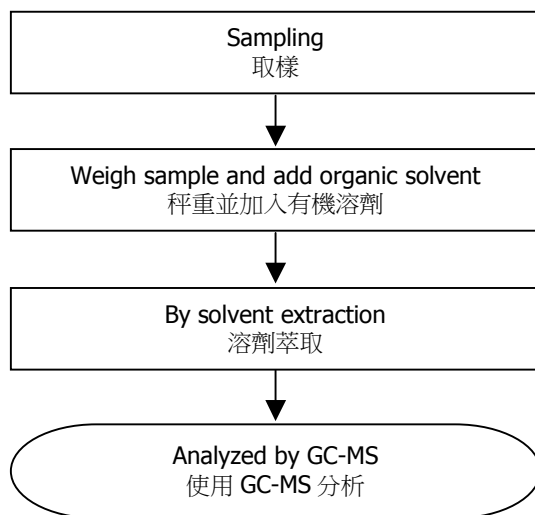 Sampling
取樣
Weigh sample and add organic solvent
秤重並加入有機溶劑
By solvent extraction
溶劑萃取
Analyzed by GC-MS
使用 GC-MS 分析